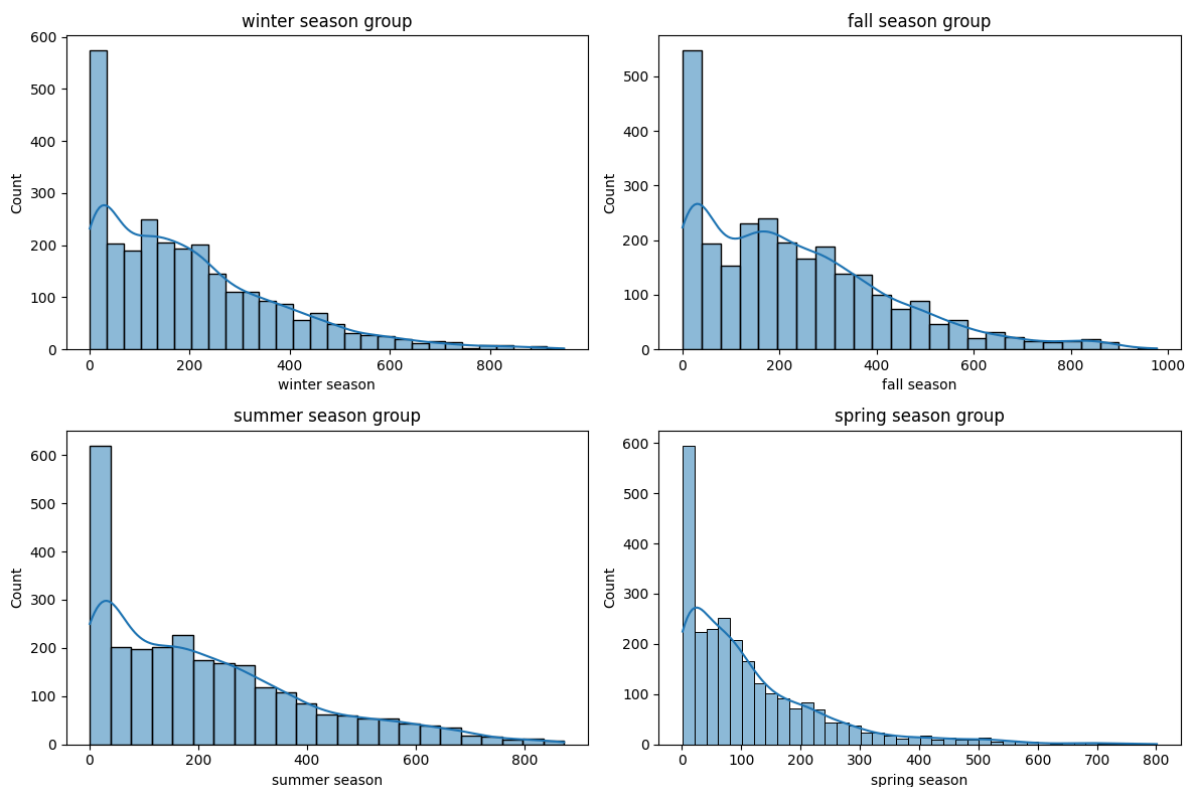 winter season group
600
500
400
300
200
100
0
Count
0 200 400 600 800
winter season
fall season group
500
400
300
200
100
0
Count
0 200 400 600 800 1000
fall season
summer season group
600
500
400
300
200
100
0
Count
0 200 400 600 800
summer season
spring season group
600
500
400
300
200
100
0
Count
0 100 200 300 400 500 600 700 800
spring season